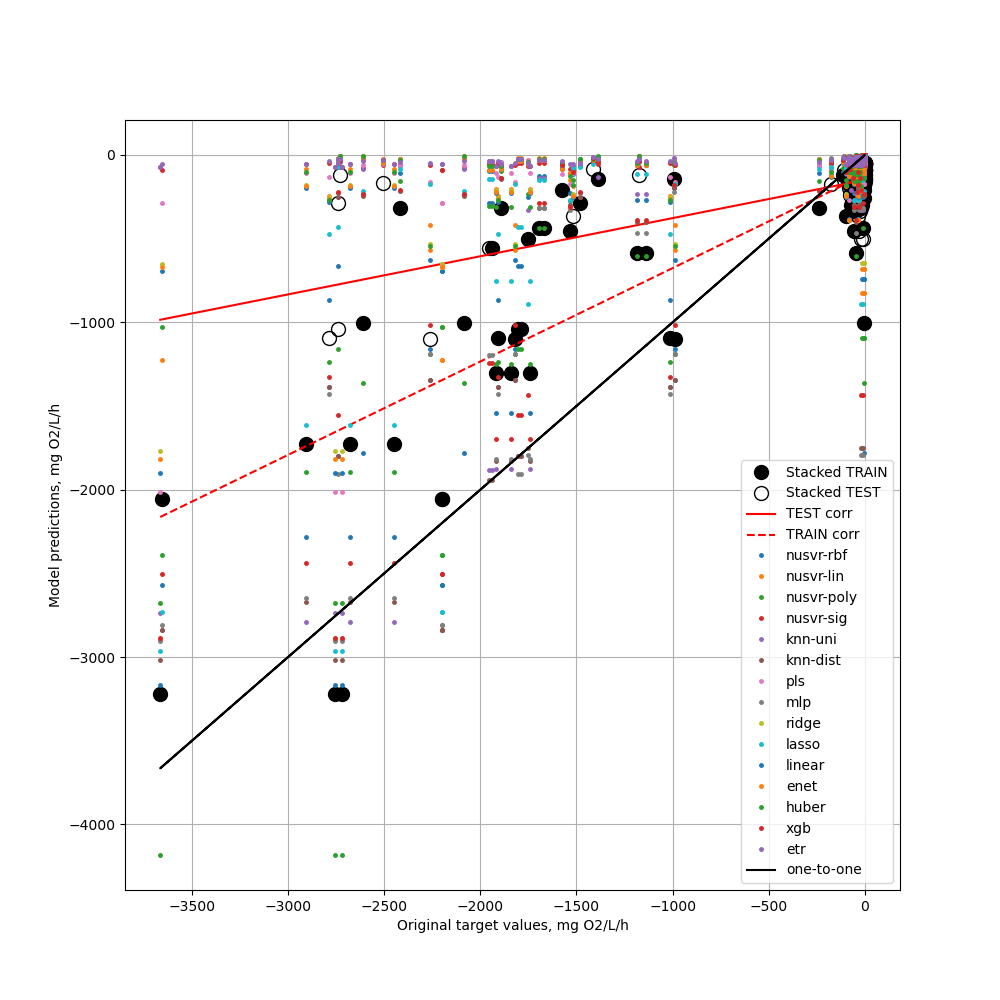 0
−1000
−2000
−3000
−4000
Model predictions, mg O2/L/h
−3500
−3000
−2500
−2000
−1500
−1000
−500
0
Original target values, mg O2/L/h
Stacked TRAIN
Stacked TEST
TEST corr
TRAIN corr
nusvr-rbf
nusvr-lin
nusvr-poly
nusvr-sig
knn-uni
knn-dist
pls
mlp
ridge
lasso
linear
enet
huber
xgb
etr
one-to-one